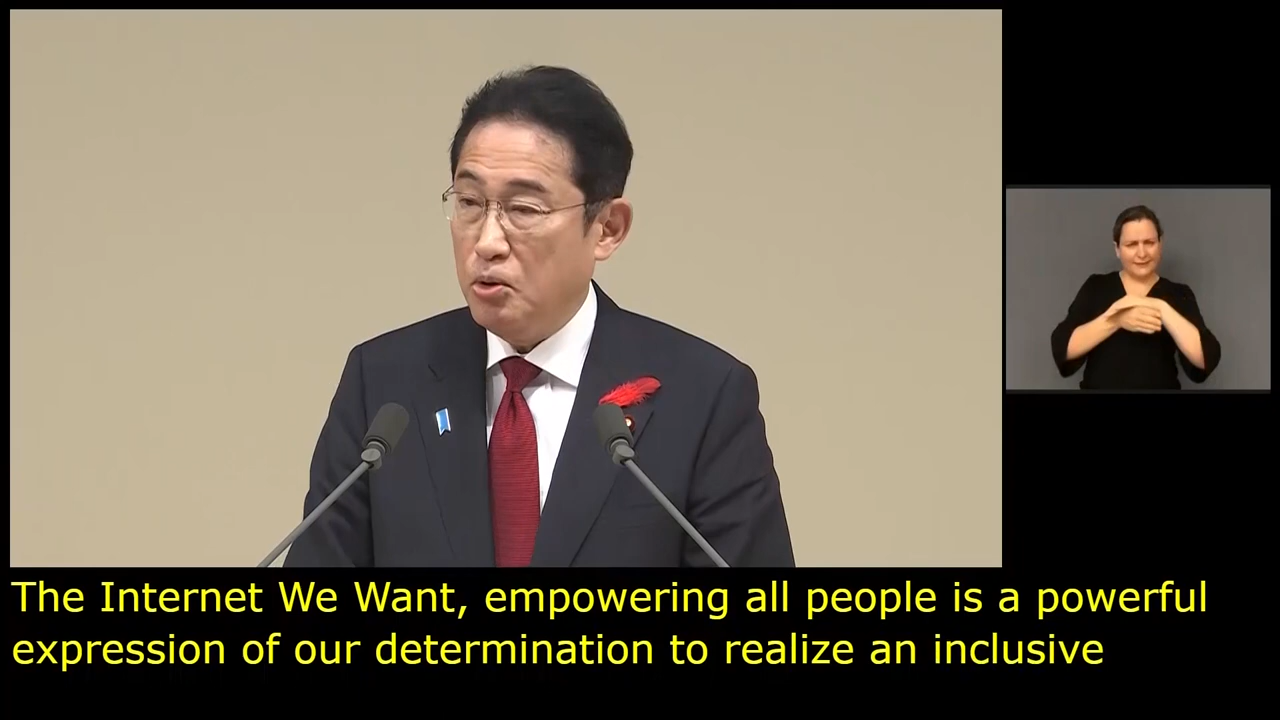 The Internet We Want, empowering all people is a powerful
expression of our determination to realize an inclusive